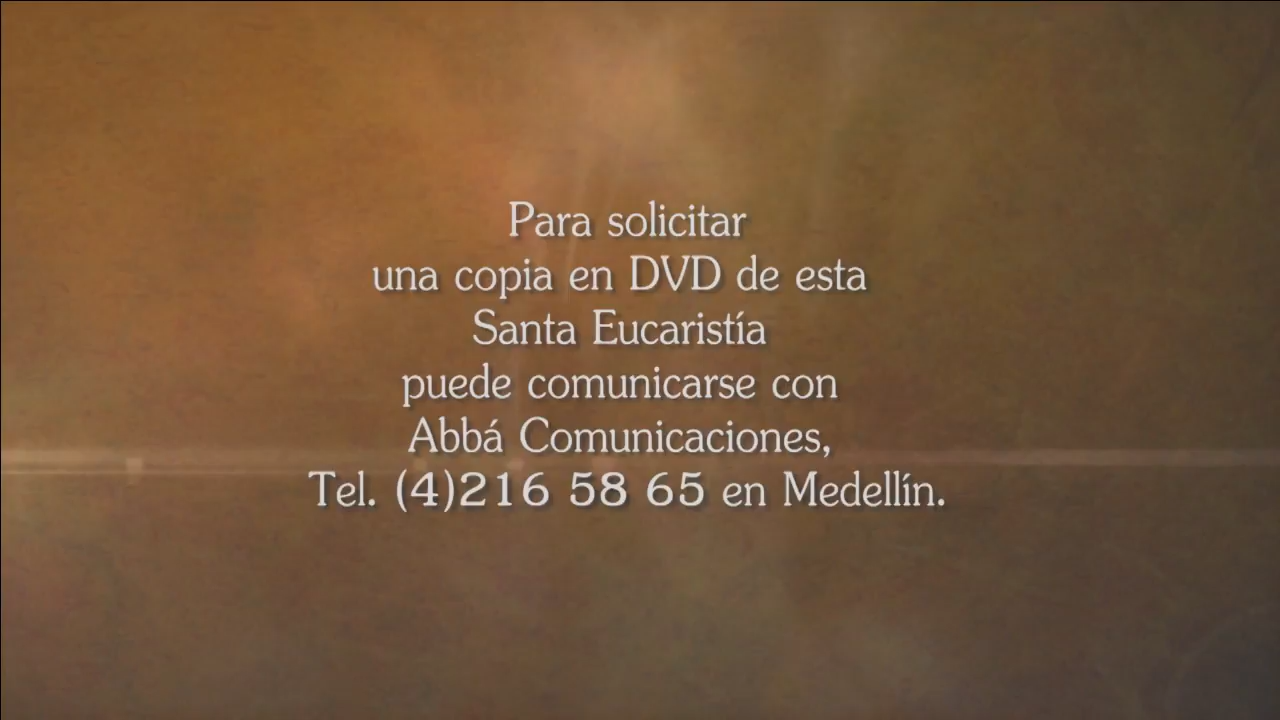 Para solicitar
una copia en DVD de esta
Santa Eucaristía
puede comunicarse con
Abbá Comunicaciones,
Tel. (4)216 58 65 en Medellín.